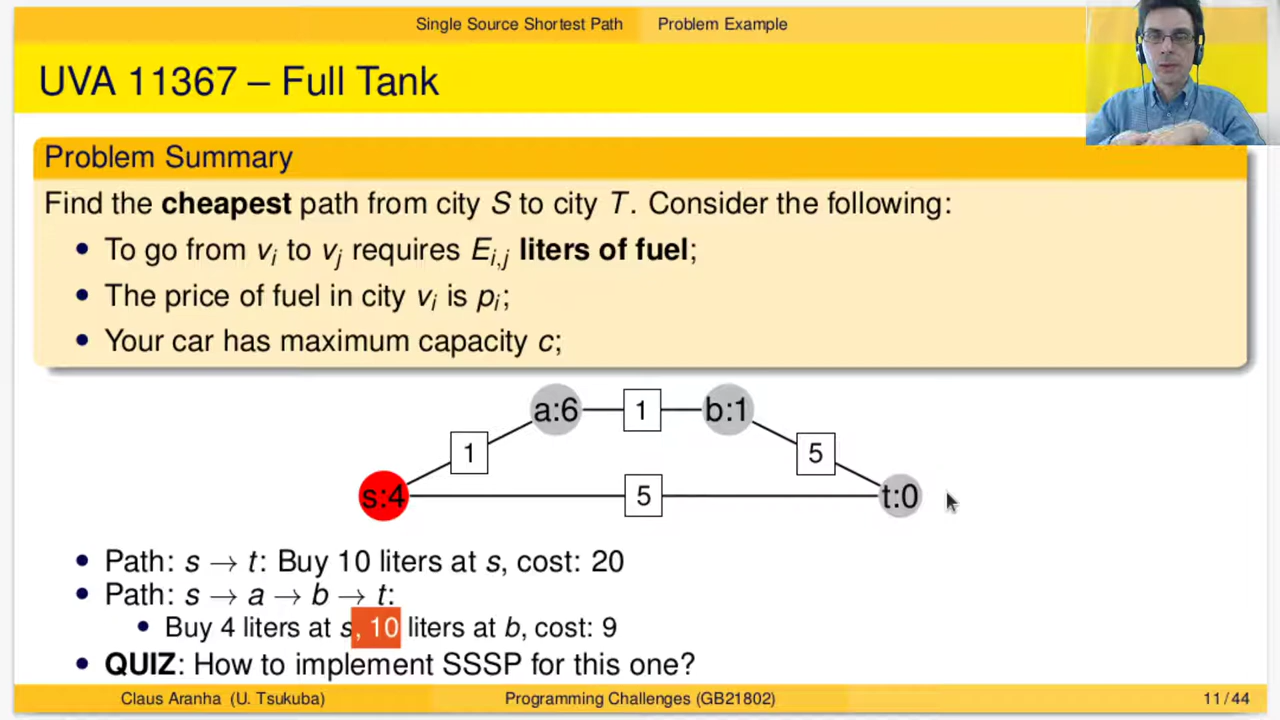 Single Source Shortest Path Problem Example
UVA 11367 – Full Tank
Problem Summary
Find the cheapest path from city S to city T. Consider the following:
• To go from vi to vj requires Ei,j liters of fuel;
• The price of fuel in city vi is pi;
• Your car has maximum capacity c;
a:6 1 b:1
1 5
s:4 5 t:0
• Path: s → t: Buy 10 liters at s, cost: 20
• Path: s → a → b → t:
• Buy 4 liters at s, 10 liters at b, cost: 9
• QUIZ: How to implement SSSP for this one?
Claus Aranha (U. Tsukuba) Programming Challenges (GB21802) 11 / 44